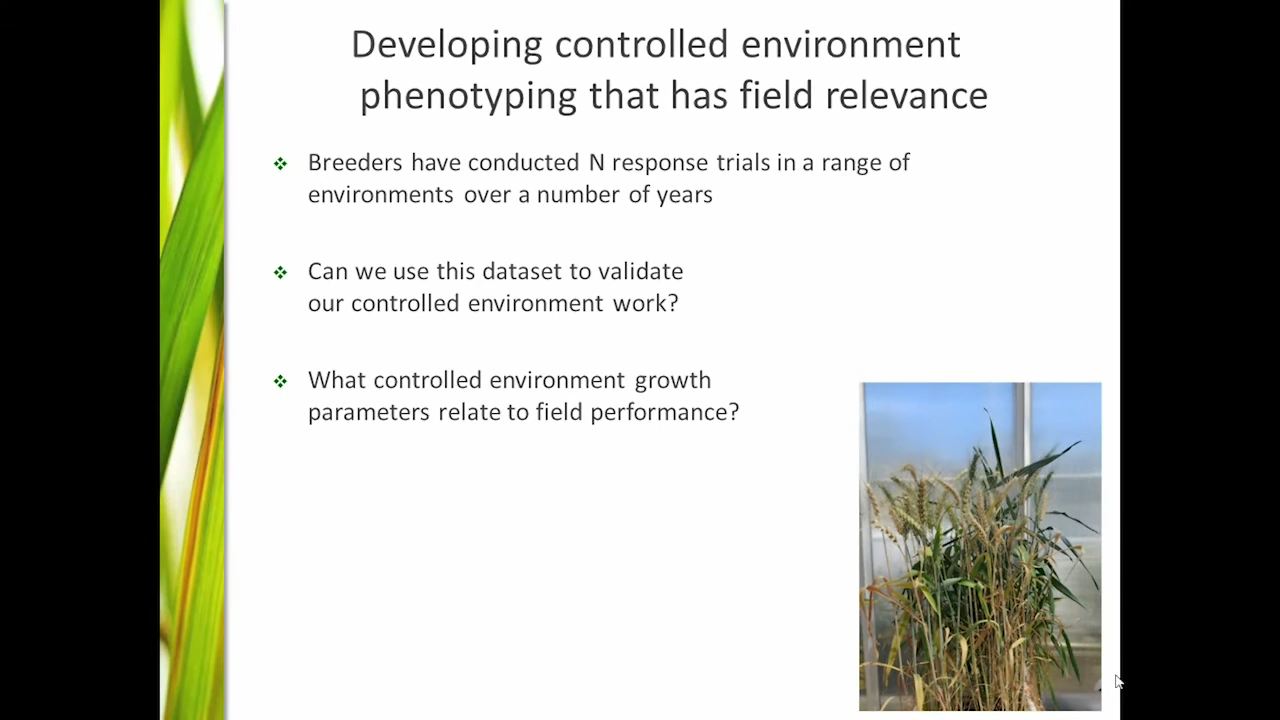 Developing controlled environment
phenotyping that has field relevance
Breeders have conducted N response trials in a range of
environments over a number of years
Can we use this dataset to validate
our controlled environment work?
What controlled environment growth
parameters relate to field performance?